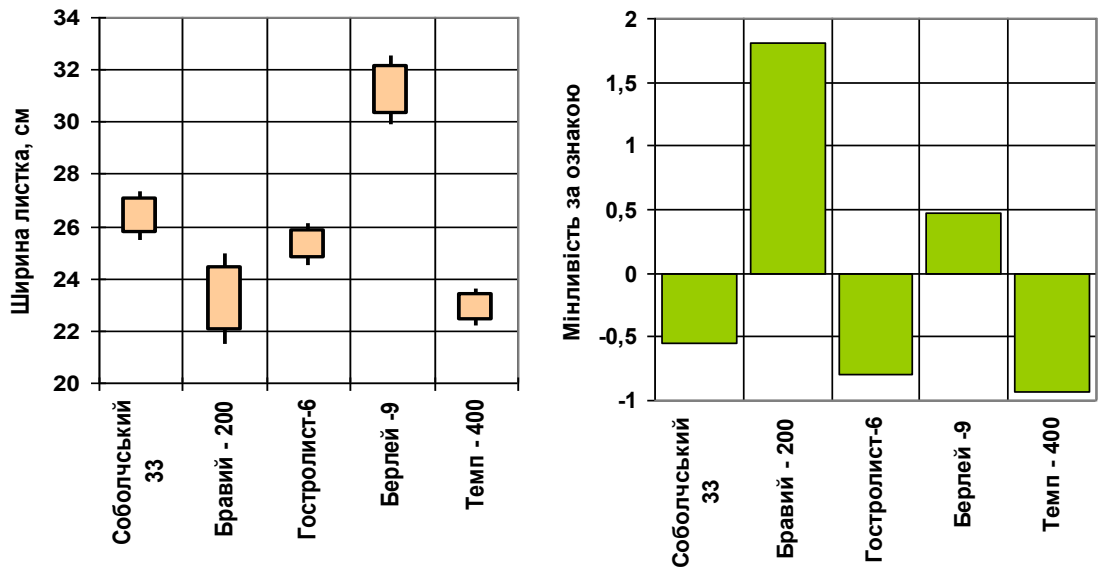 Ширина листка, см
34
32
30
28
26
24
22
20
Соболчський
33
Бравий - 200
Гостролист-6
Берлей -9
Темп - 400
Мінливість за ознакою
2
1,5
1
0,5
0
-0,5
-1
Соболчський
33
Бравий - 200
Гостролист-6
Берлей -9
Темп - 400